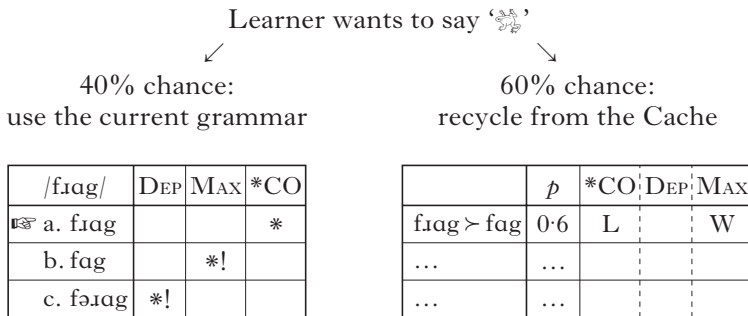 Learner wants to say ‘’
↙ ↘
40% chance:
use the current grammar
60% chance:
recycle from the Cache
/fɹag/ DEP MAX *CO
☞ a. fɹag *
b. fag *!
c. fəɹag *!
p *CO DEP MAX
fɹag ≻ fag 0·6 L W
... ...
... ...